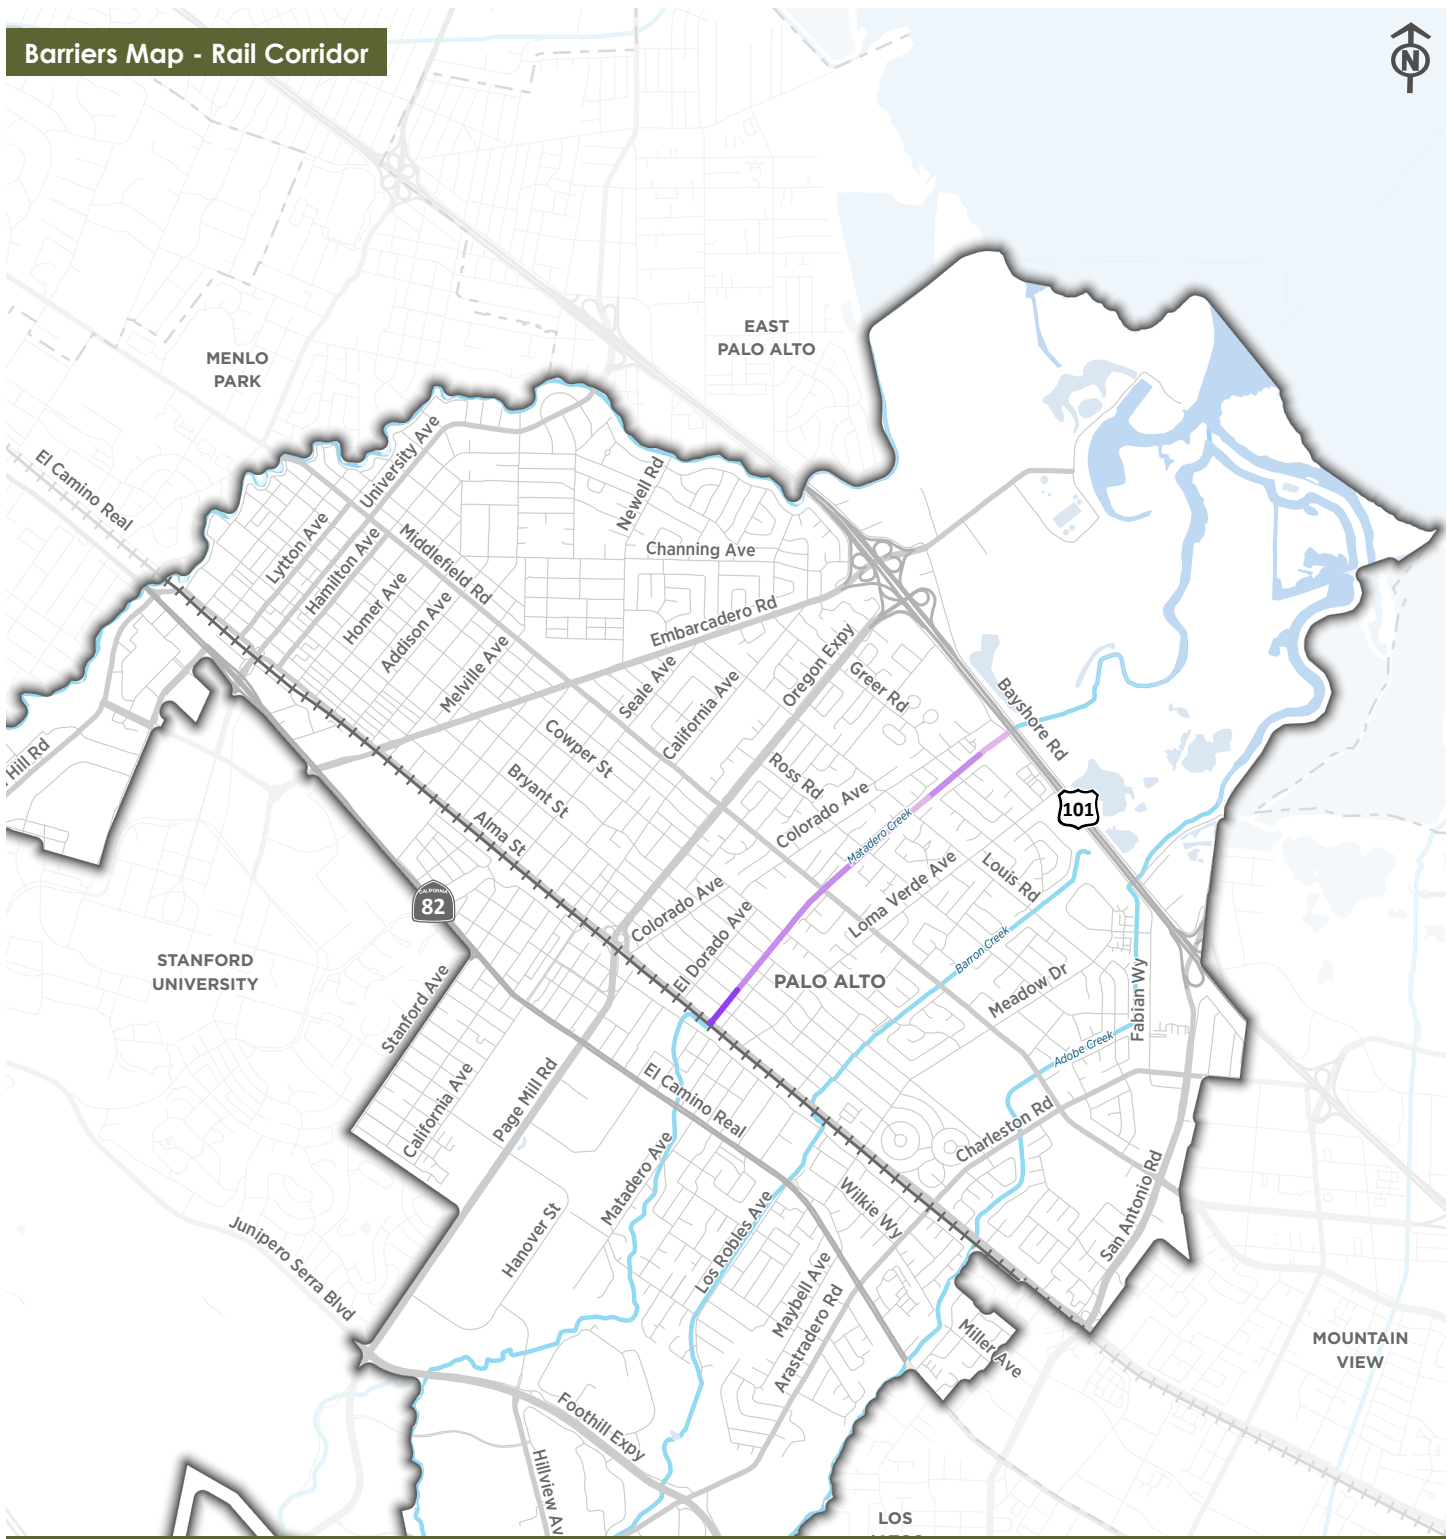 Barriers Map - Rail Corridor
N
EAST
PALO ALTO
MENLO
PARK
El Camino Real
University Ave
Newell Rd
Lytton Ave
Hamilton Ave
Middlefield Rd
Channing Ave
Homer Ave
Addison Ave
Embarcadero Rd
Melville Ave
Seale Ave
California Ave
Oregon Expy
Greer Rd
Bayshore Rd
Hill Rd
Cowper St
Bryant St
Ross Rd
Colorado Ave
Matadero Creek
101
Alma St
CALIFORNIA
82
Colorado Ave
El Dorado Ave
Loma Verde Ave
Louis Rd
Barron Creek
STANFORD
UNIVERSITY
PALO ALTO
Stanford Ave
Meadow Dr
Fabian Wy
Adobe Creek
California Ave
Page Mill Rd
El Camino Real
Charleston Rd
Matadero Ave
Wilkie Wy
San Antonio Rd
Hanover St
Los Robles Ave
Junipero Serra Blvd
Maybell Ave
Arastradero Rd
Miller Ave
MOUNTAIN
VIEW
Foothill Expy
Hillview Av
LOS